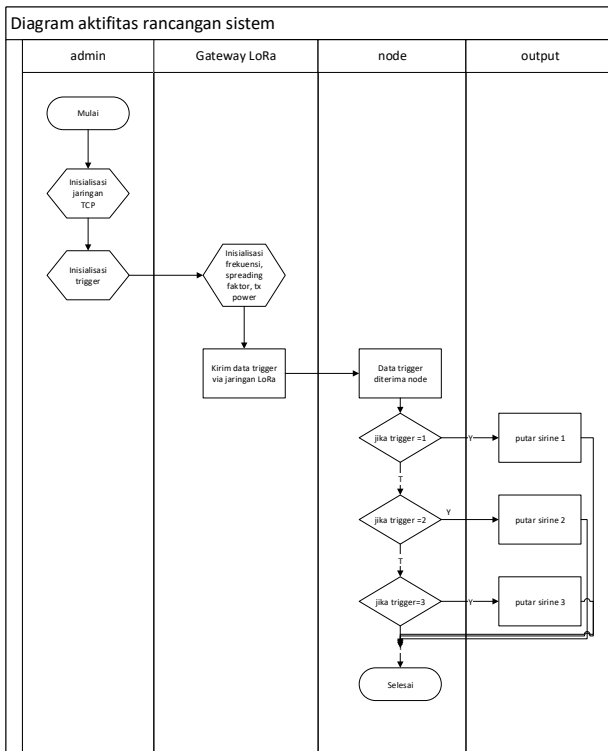 Diagram aktifitas rancangan sistem
admin
Gateway LoRa
node
output
Mulai
Inisialisasi
jaringan
TCP
Inisialisasi
trigger
Inisialisasi
frekuensi,
spreading
faktor, tx
power
Kirim data trigger
via jaringan LoRa
Data trigger
diterima node
jika trigger =1
Y
putar sirine 1
T
jika trigger =2
Y
putar sirine 2
T
jika trigger=3
Y
putar sirine 3
Selesai